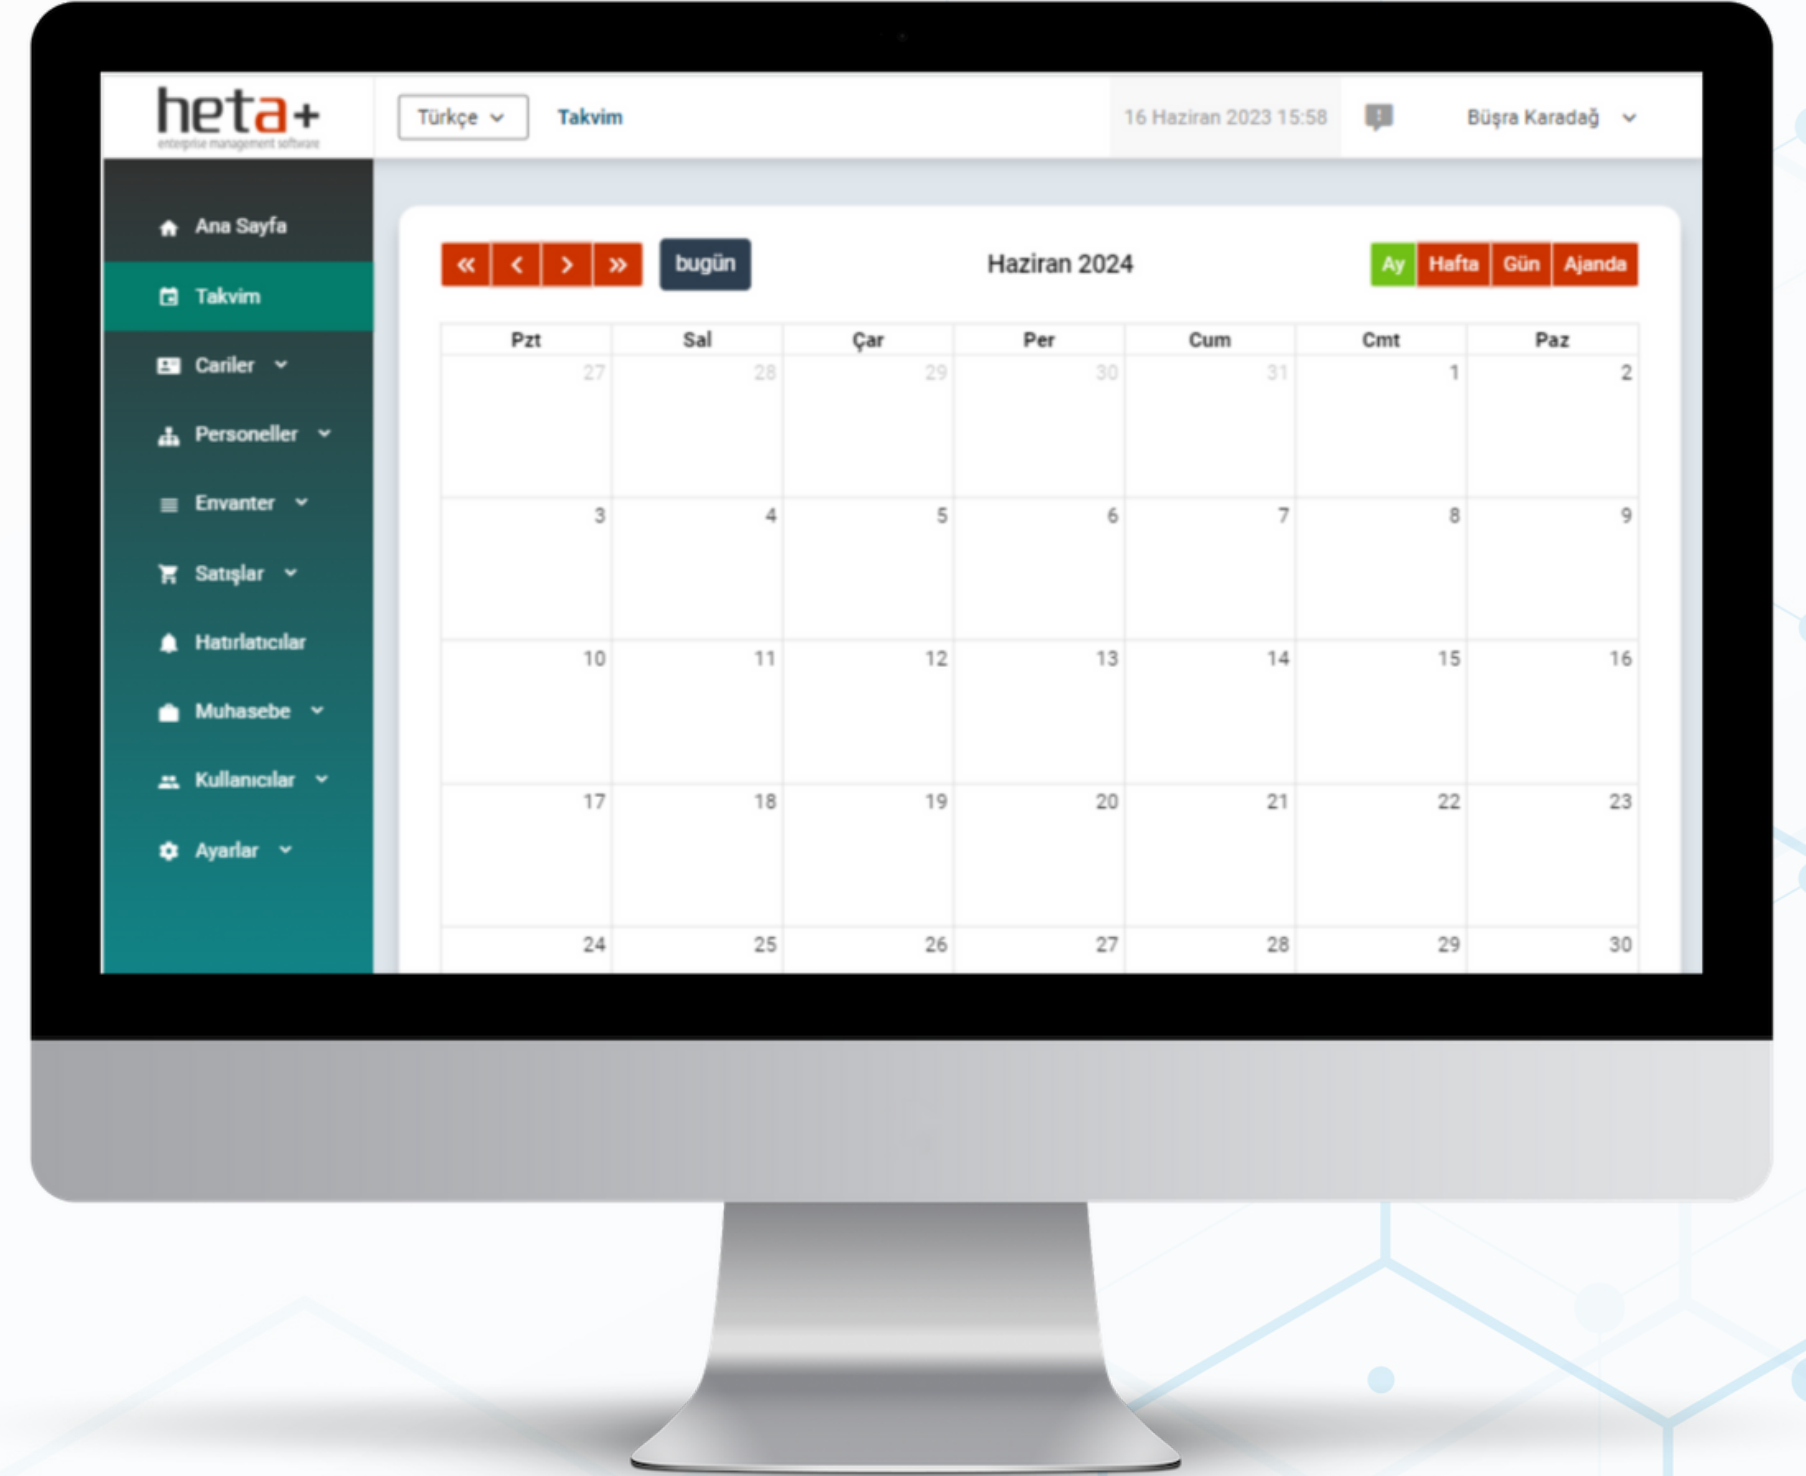 heta+
enterprise management software
Türkçe
Takvim
16 Haziran 2023 15:58
Büşra Karadağ
Ana Sayfa
Takvim
Cariler
Personeller
Envanter
Satışlar
Hatırlatıcılar
Muhasebe
Kullanıcılar
Ayarlar
bugün
Haziran 2024
Ay Hafta Gün Ajanda
Pzt Sal Çar Per Cum Cmt Paz
27 28 29 30 31 1 2
3 4 5 6 7 8 9
10 11 12 13 14 15 16
17 18 19 20 21 22 23
24 25 26 27 28 29 30